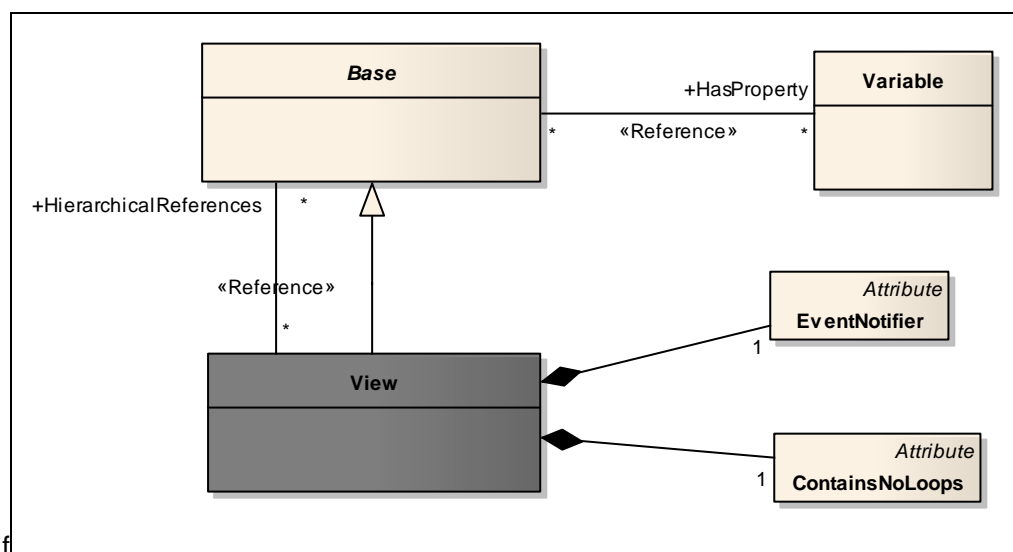 Base
Variable
+HasProperty
* «Reference» *
+HierarchicalReferences *
«Reference»
*
View
Attribute
EventNotifier
1
Attribute
ContainsNoLoops
1
f